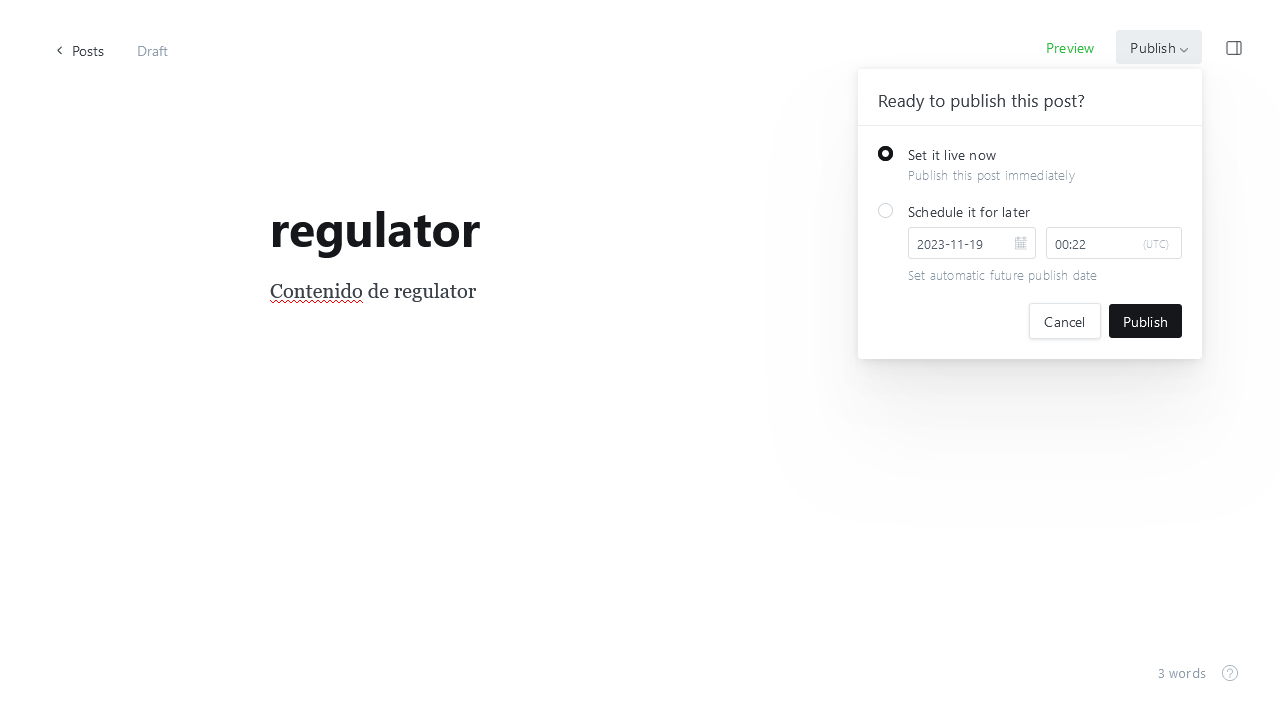 Posts
Draft
Preview
Publish
Ready to publish this post?
Set it live now
Publish this post immediately
Schedule it for later
2023-11-19
00:22
(UTC)
Set automatic future publish date
Cancel
Publish
regulator
Contenido de regulator
3 words
?